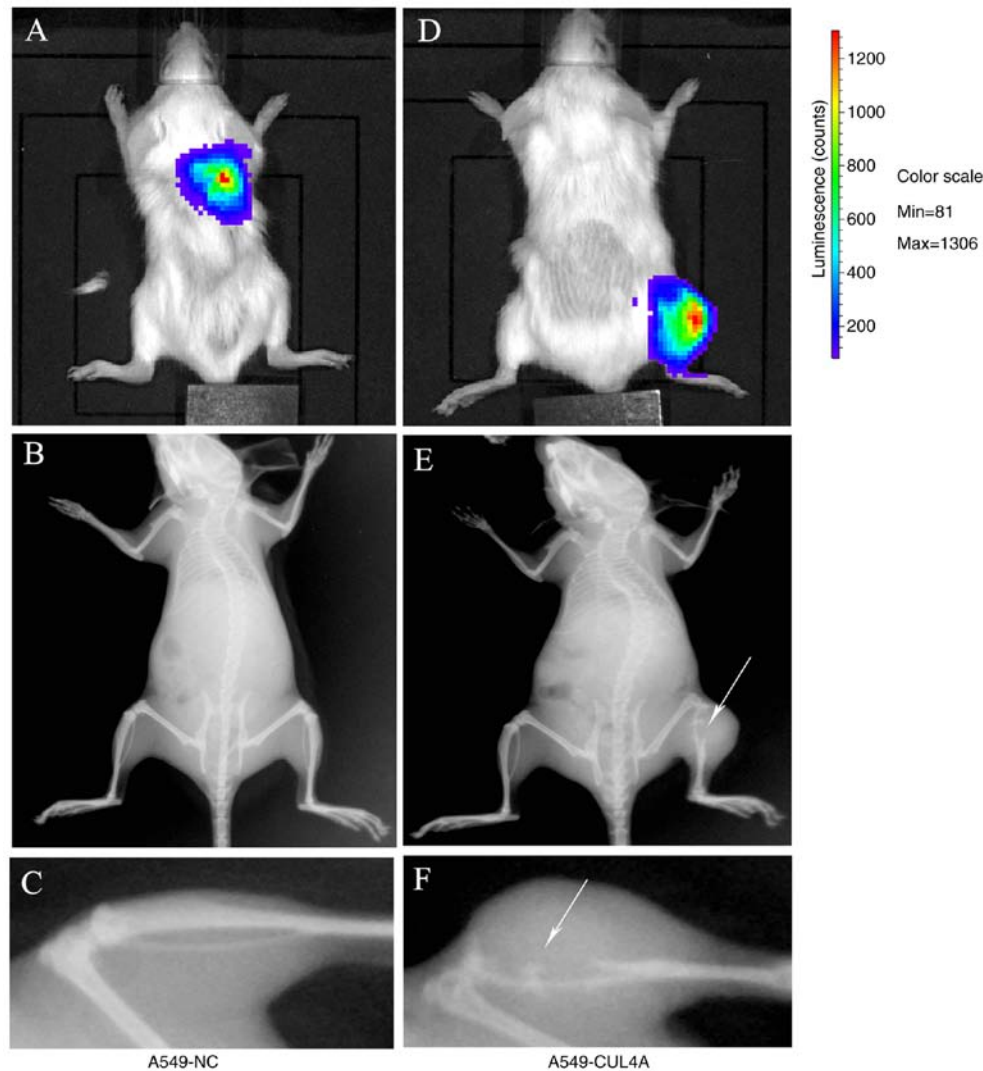 A
D
1200
1000
800
600
400
200
Luminescence (counts)
Color scale
Min=81
Max=1306
B
E
C
F
A549-NC
A549-CUL4A